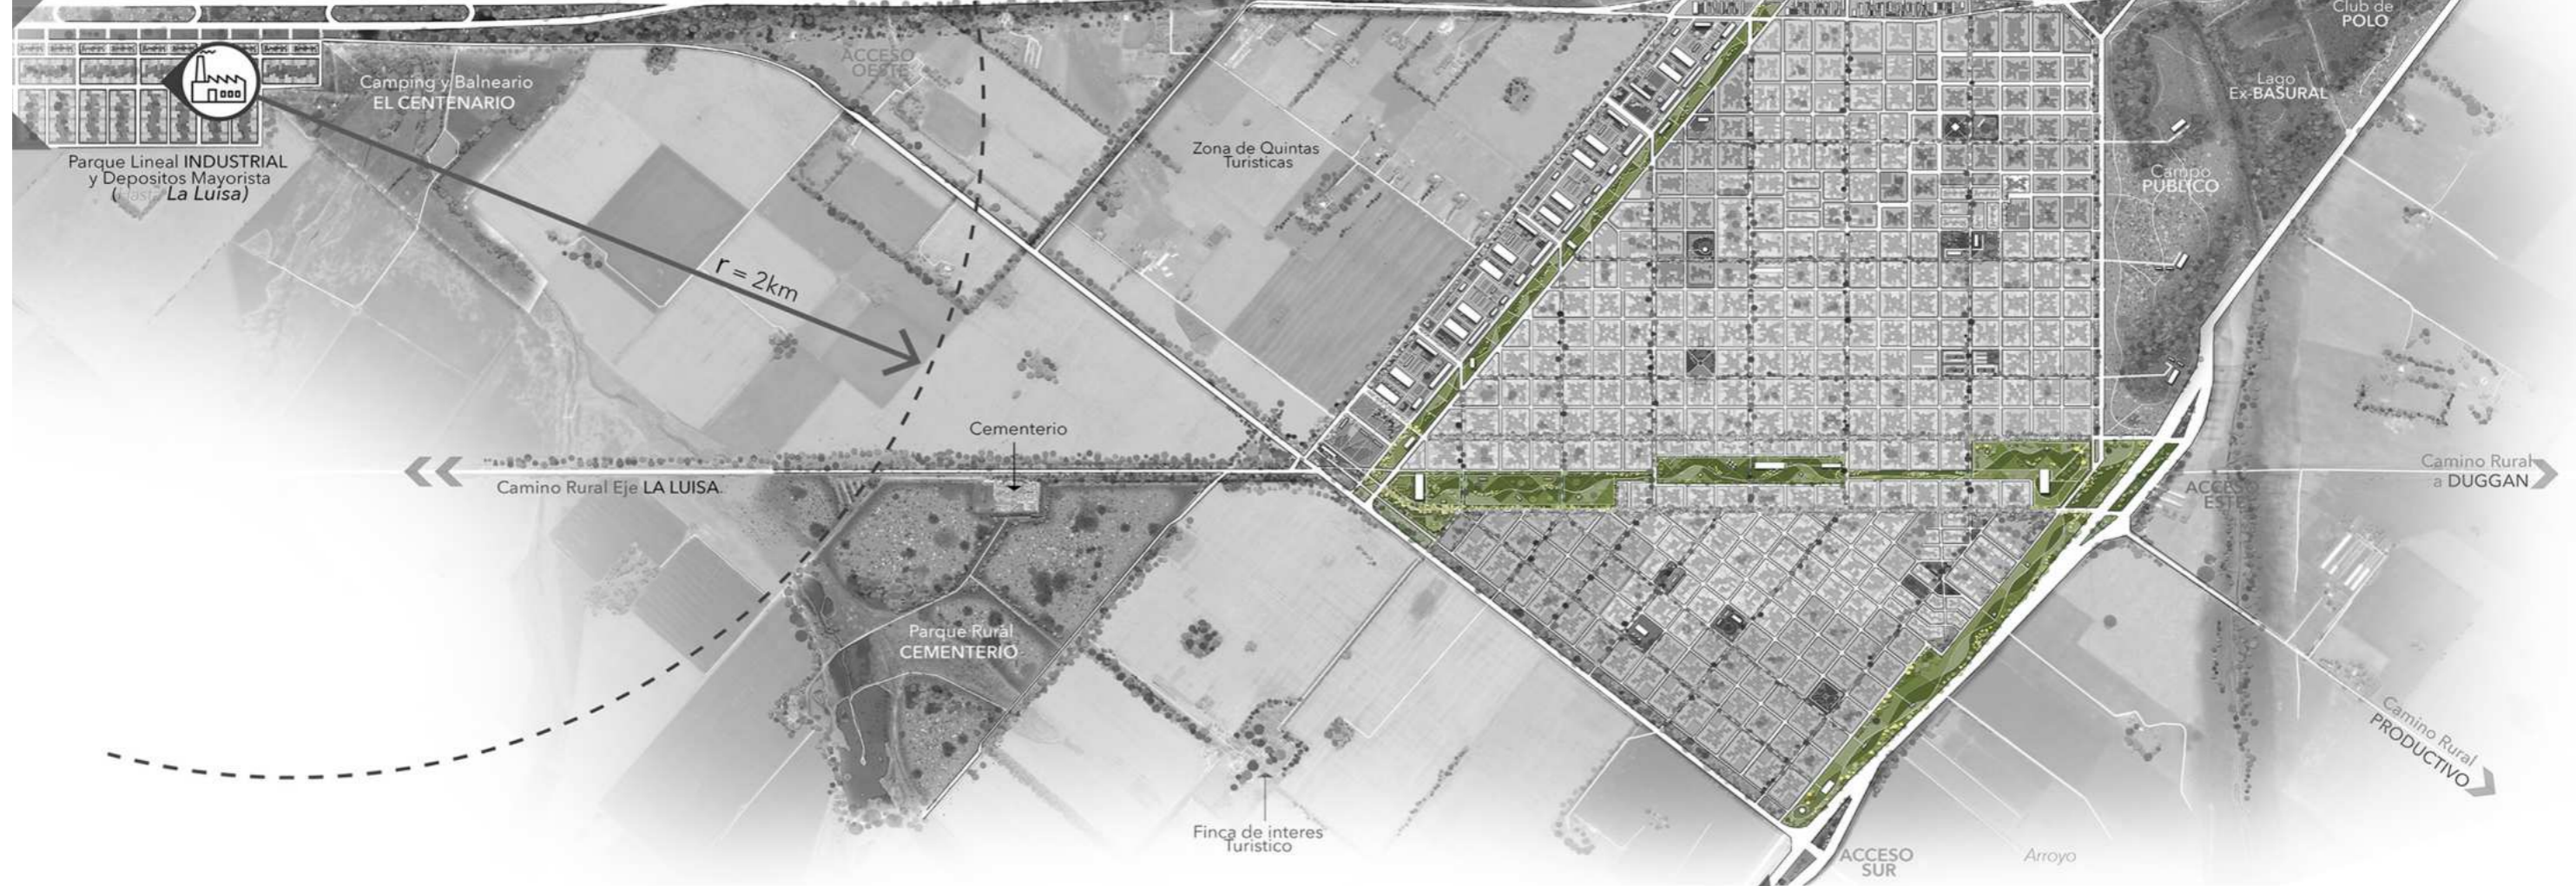 Club de
POLO
ACCESO
OESTE
Camping y Balneario
EL CENTENARIO
Lago
Ex-BASURAL
Zona de Quintas
Turisticas
Parque Lineal INDUSTRIAL
y Depositos Mayorista
(Hasta La Luisa)
Campo
PUBLICO
r = 2km
Cementerio
Camino Rural Eje LA LUISA
Camino Rural
a DUGGAN
ACCESO
ESTE
Parque Rural
CEMENTERIO
Camino Rural
PRODUCTIVO
Finca de interes
Turistico
ACCESO
SUR
Arroyo